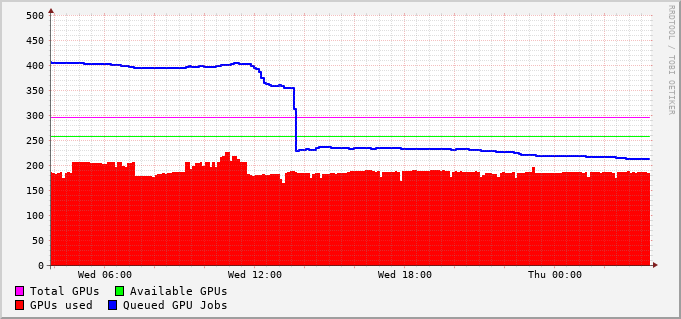 500
450
400
350
300
250
200
150
100
50
0
Wed 06:00 Wed 12:00 Wed 18:00 Thu 00:00
Total GPUs Available GPUs
GPUs used Queued GPU Jobs
RRDTOOL / TOBI OETIKER